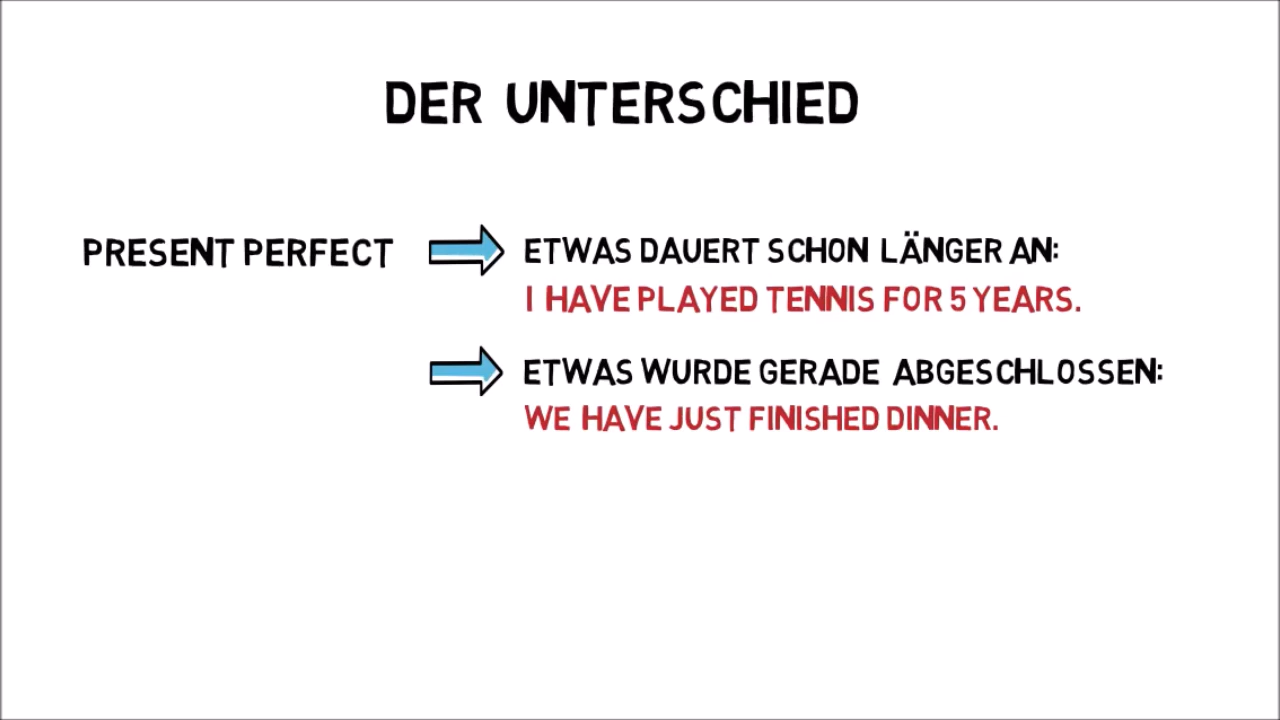 DER UNTERSCHIED
PRESENT PERFECT
ETWAS DAUERT SCHON LÄNGER AN:
I HAVE PLAYED TENNIS FOR 5 YEARS.
ETWAS WURDE GERADE ABGESCHLOSSEN:
WE HAVE JUST FINISHED DINNER.